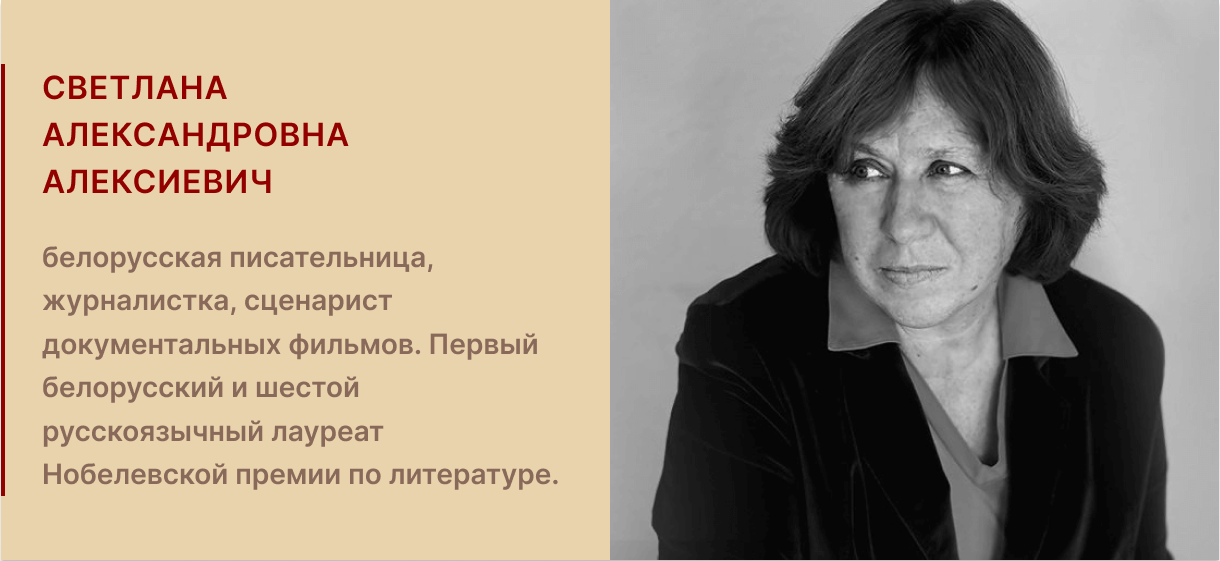 СВЕТЛАНА
АЛЕКСАНДРОВНА
АЛЕКСИЕВИЧ
белорусская писательница,
журналистка, сценарист
документальных фильмов. Первый
белорусский и шестой
русскоязычный лауреат
Нобелевской премии по литературе.